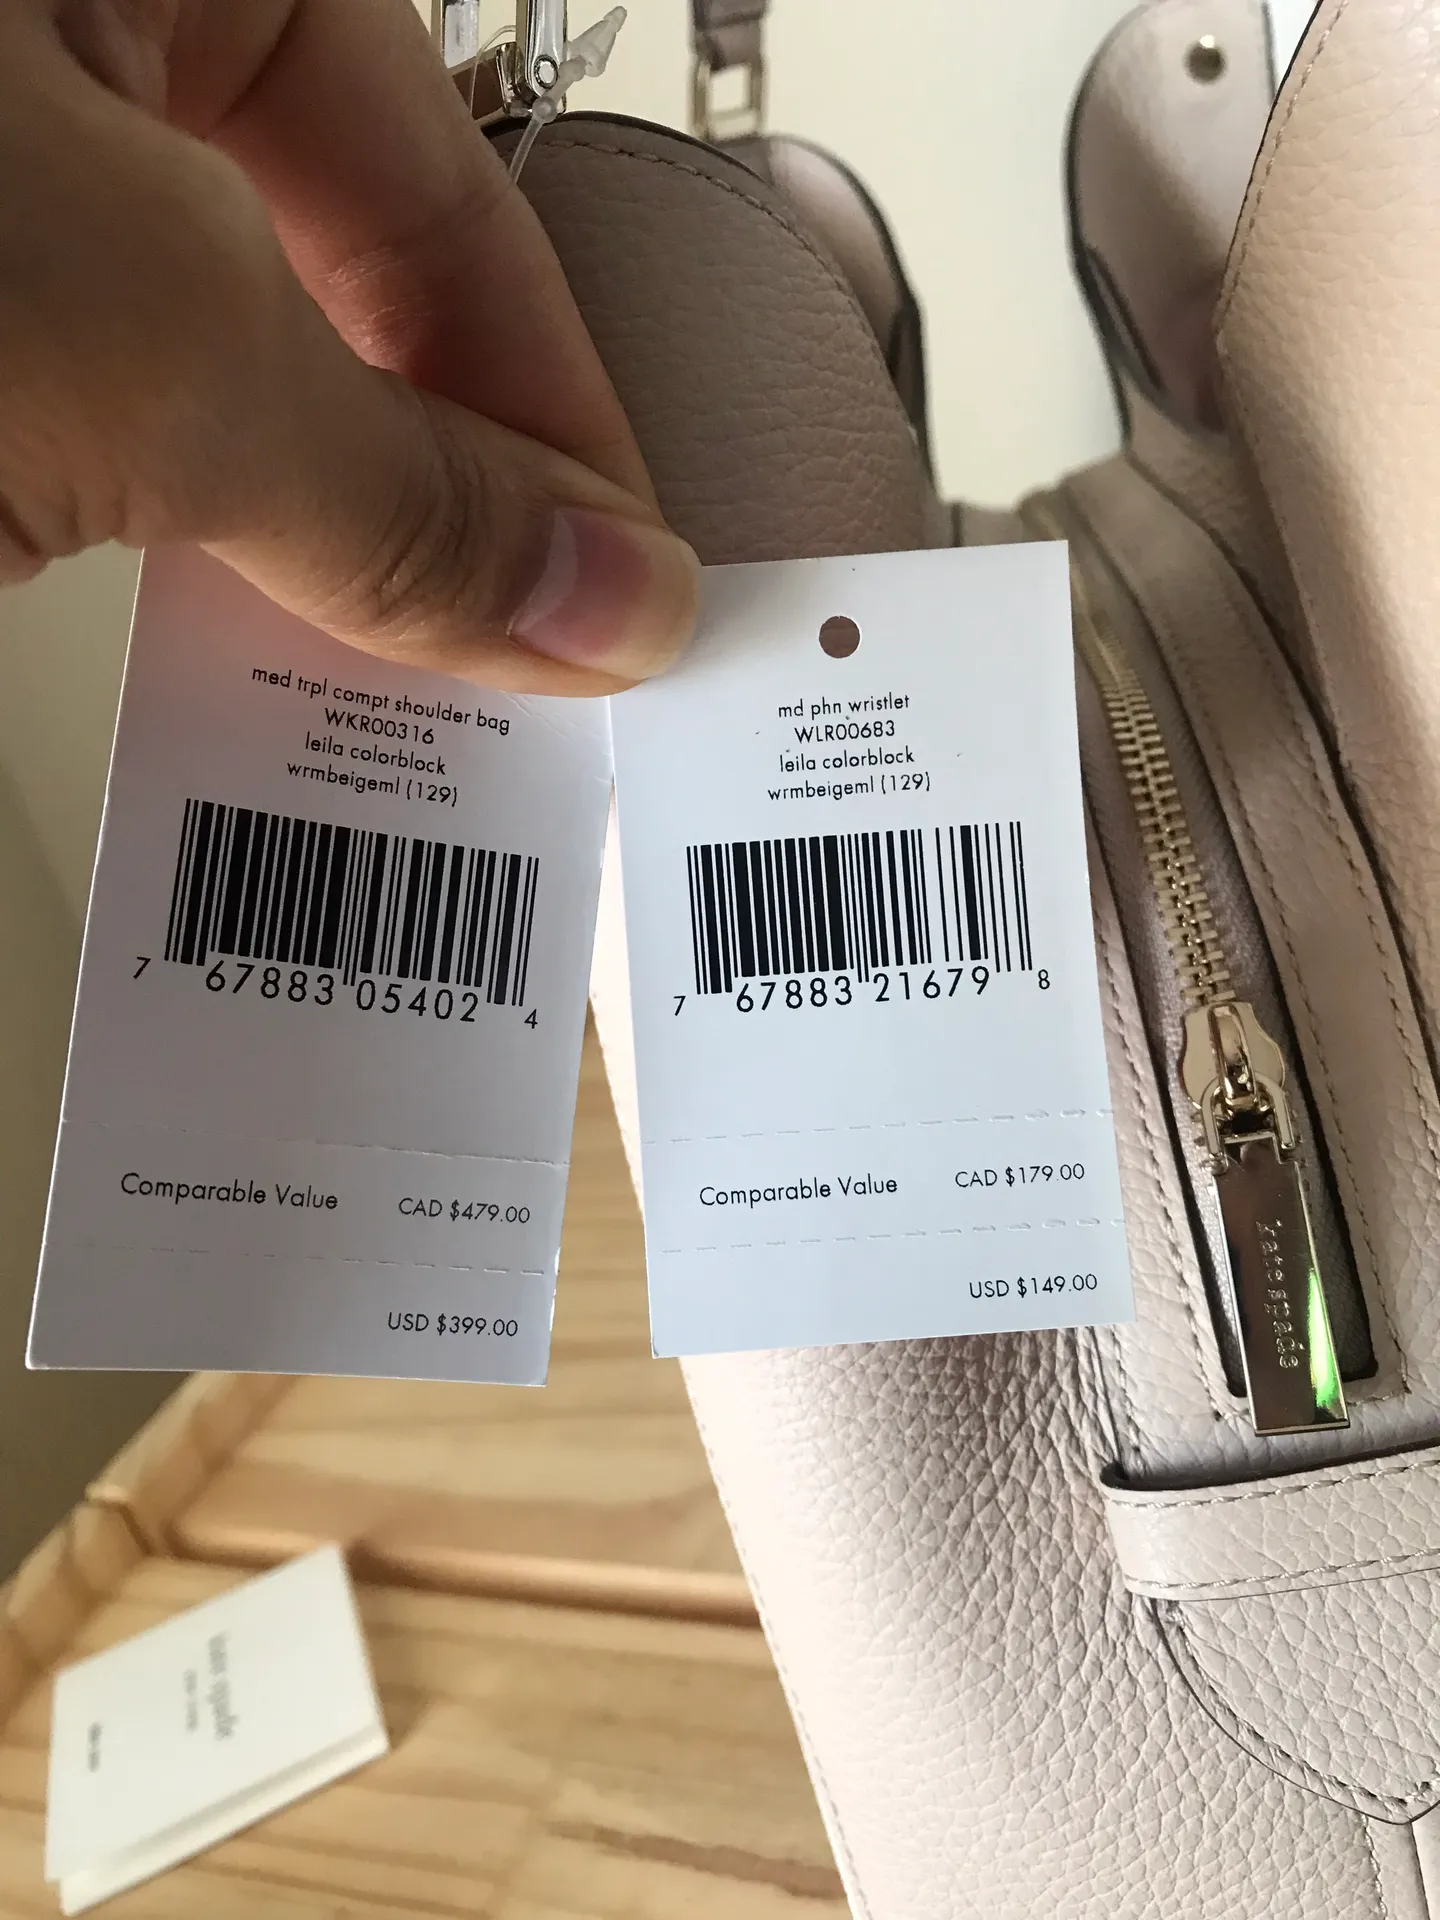 med trpl compt shoulder bag
WKR00316
leila colorblock
wrmbeigeml (129)
7 67883 05402 4
Comparable Value CAD $479.00
USD $399.00
md phn wristlet
WLR00683
leila colorblock
wrmbeigeml (129)
7 67883 21679 8
Comparable Value CAD $179.00
USD $149.00
kate spade
kate spade